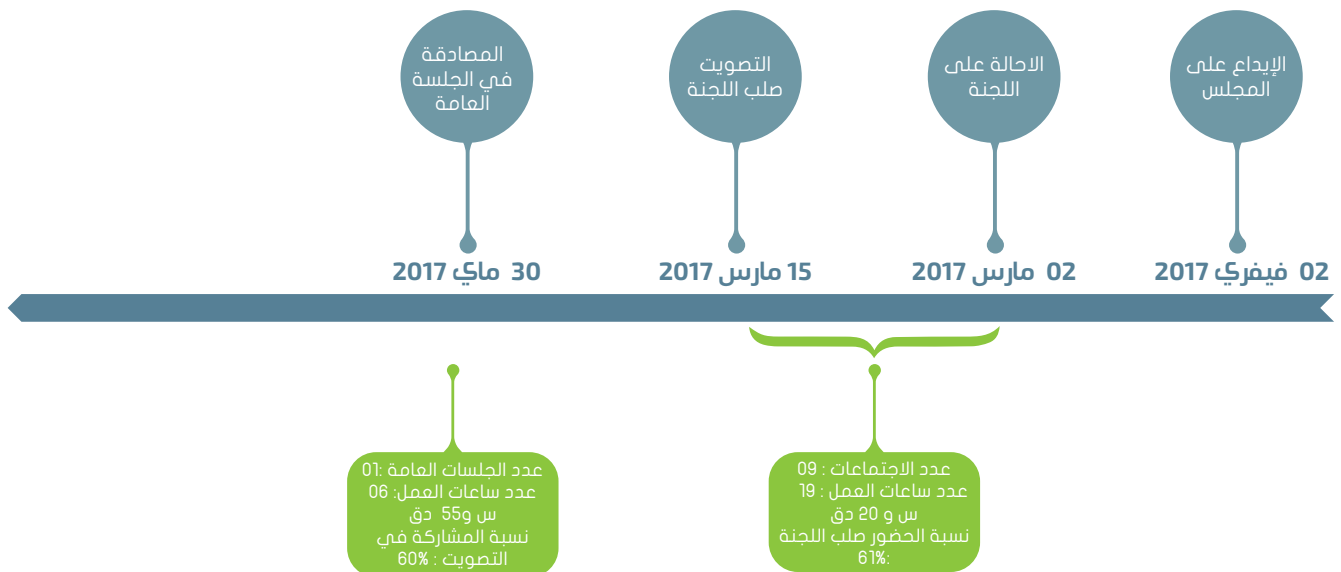 الإيداع على
المجلس
الاحالة على
اللجنة
التصويت
صلب اللجنة
المصادقة
في الجلسة
العامة
02 فيفري 2017
02 مارس 2017
15 مارس 2017
30 ماي 2017
عدد الاجتماعات : 09
عدد ساعات العمل : 19
س و 20 دق
نسبة الحضور صلب اللجنة
:61%
عدد الجلسات العامة :01
عدد ساعات العمل: 06
س و55 دق
نسبة المشاركة في
التصويت : 60%